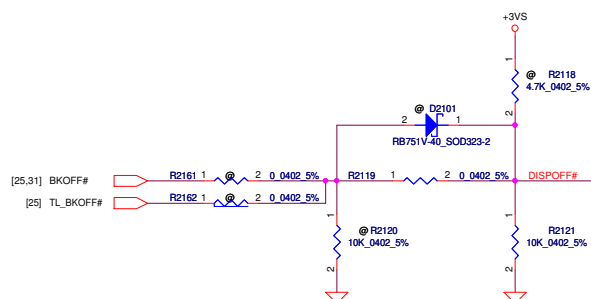 +3VS
1
@ R2118
4.7K_0402_5%
2
@ D2101
2 1
RB751V-40_SOD323-2
[25,31] BKOFF# R2161 1 @ 2 0_0402_5% R2119 1 2 0_0402_5% DISPOFF#
[25] TL_BKOFF# R2162 1 @ 2 0_0402_5%
1 1
@ R2120 R2121
10K_0402_5% 10K_0402_5%
2 2